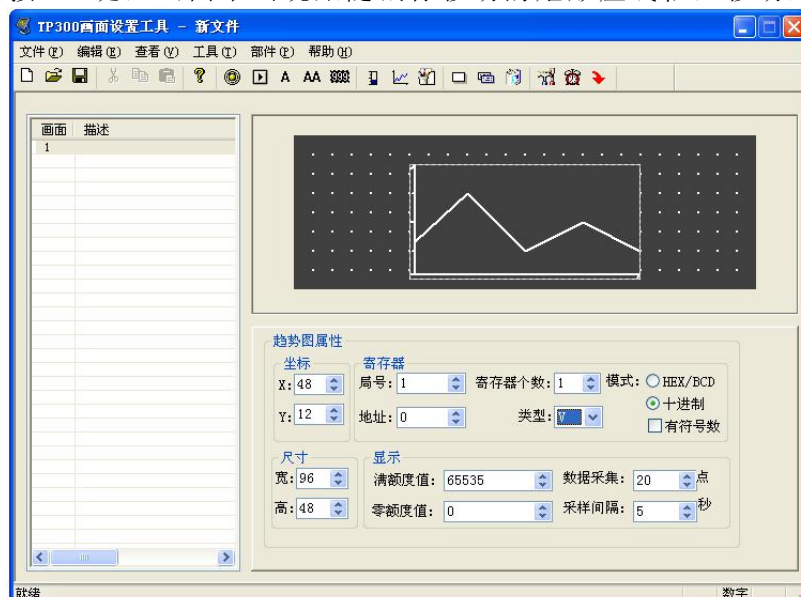 TP300画面设置工具 - 新文件
文件(F) 编辑(E) 查看(V) 工具(T) 部件(P) 帮助(H)
A AA
画面 描述
1
趋势图属性
坐标
X: 48
Y: 12
寄存器
局号: 1 寄存器个数: 1 模式: HEX/BCD
十进制
地址: 0 类型: V
有符号数
尺寸
宽: 96
高: 48
显示
满额度值: 65535 数据采集: 20 点
零额度值: 0 采样间隔: 5 秒
就绪 数字